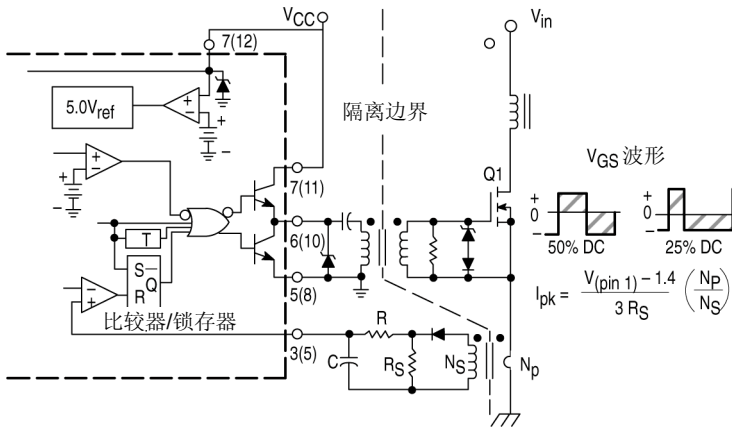 VCC
7(12)
Vin
5.0Vref
+
−
+
−
隔离边界
+
−
+
−
Q1
VGS 波形
7(11)
+
0
−
+
0
−
6(10)
50% DC
25% DC
T
S
Q
R
+
−
5(8)
Ipk = V(pin 1) − 1.4 / 3 RS (NP / NS)
比较器/锁存器
R
3(5)
C
RS
NS
Np